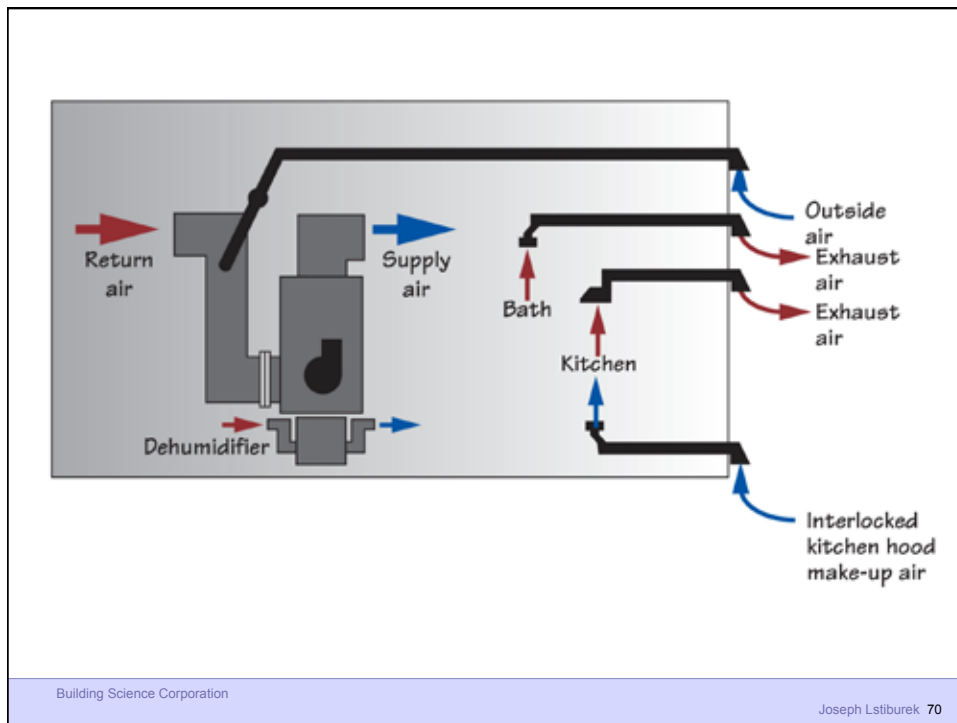 Return
air
Supply
air
Dehumidifier
Bath
Kitchen
Outside
air
Exhaust
air
Exhaust
air
Interlocked
kitchen hood
make-up air
Building Science Corporation
Joseph Lstiburek 70